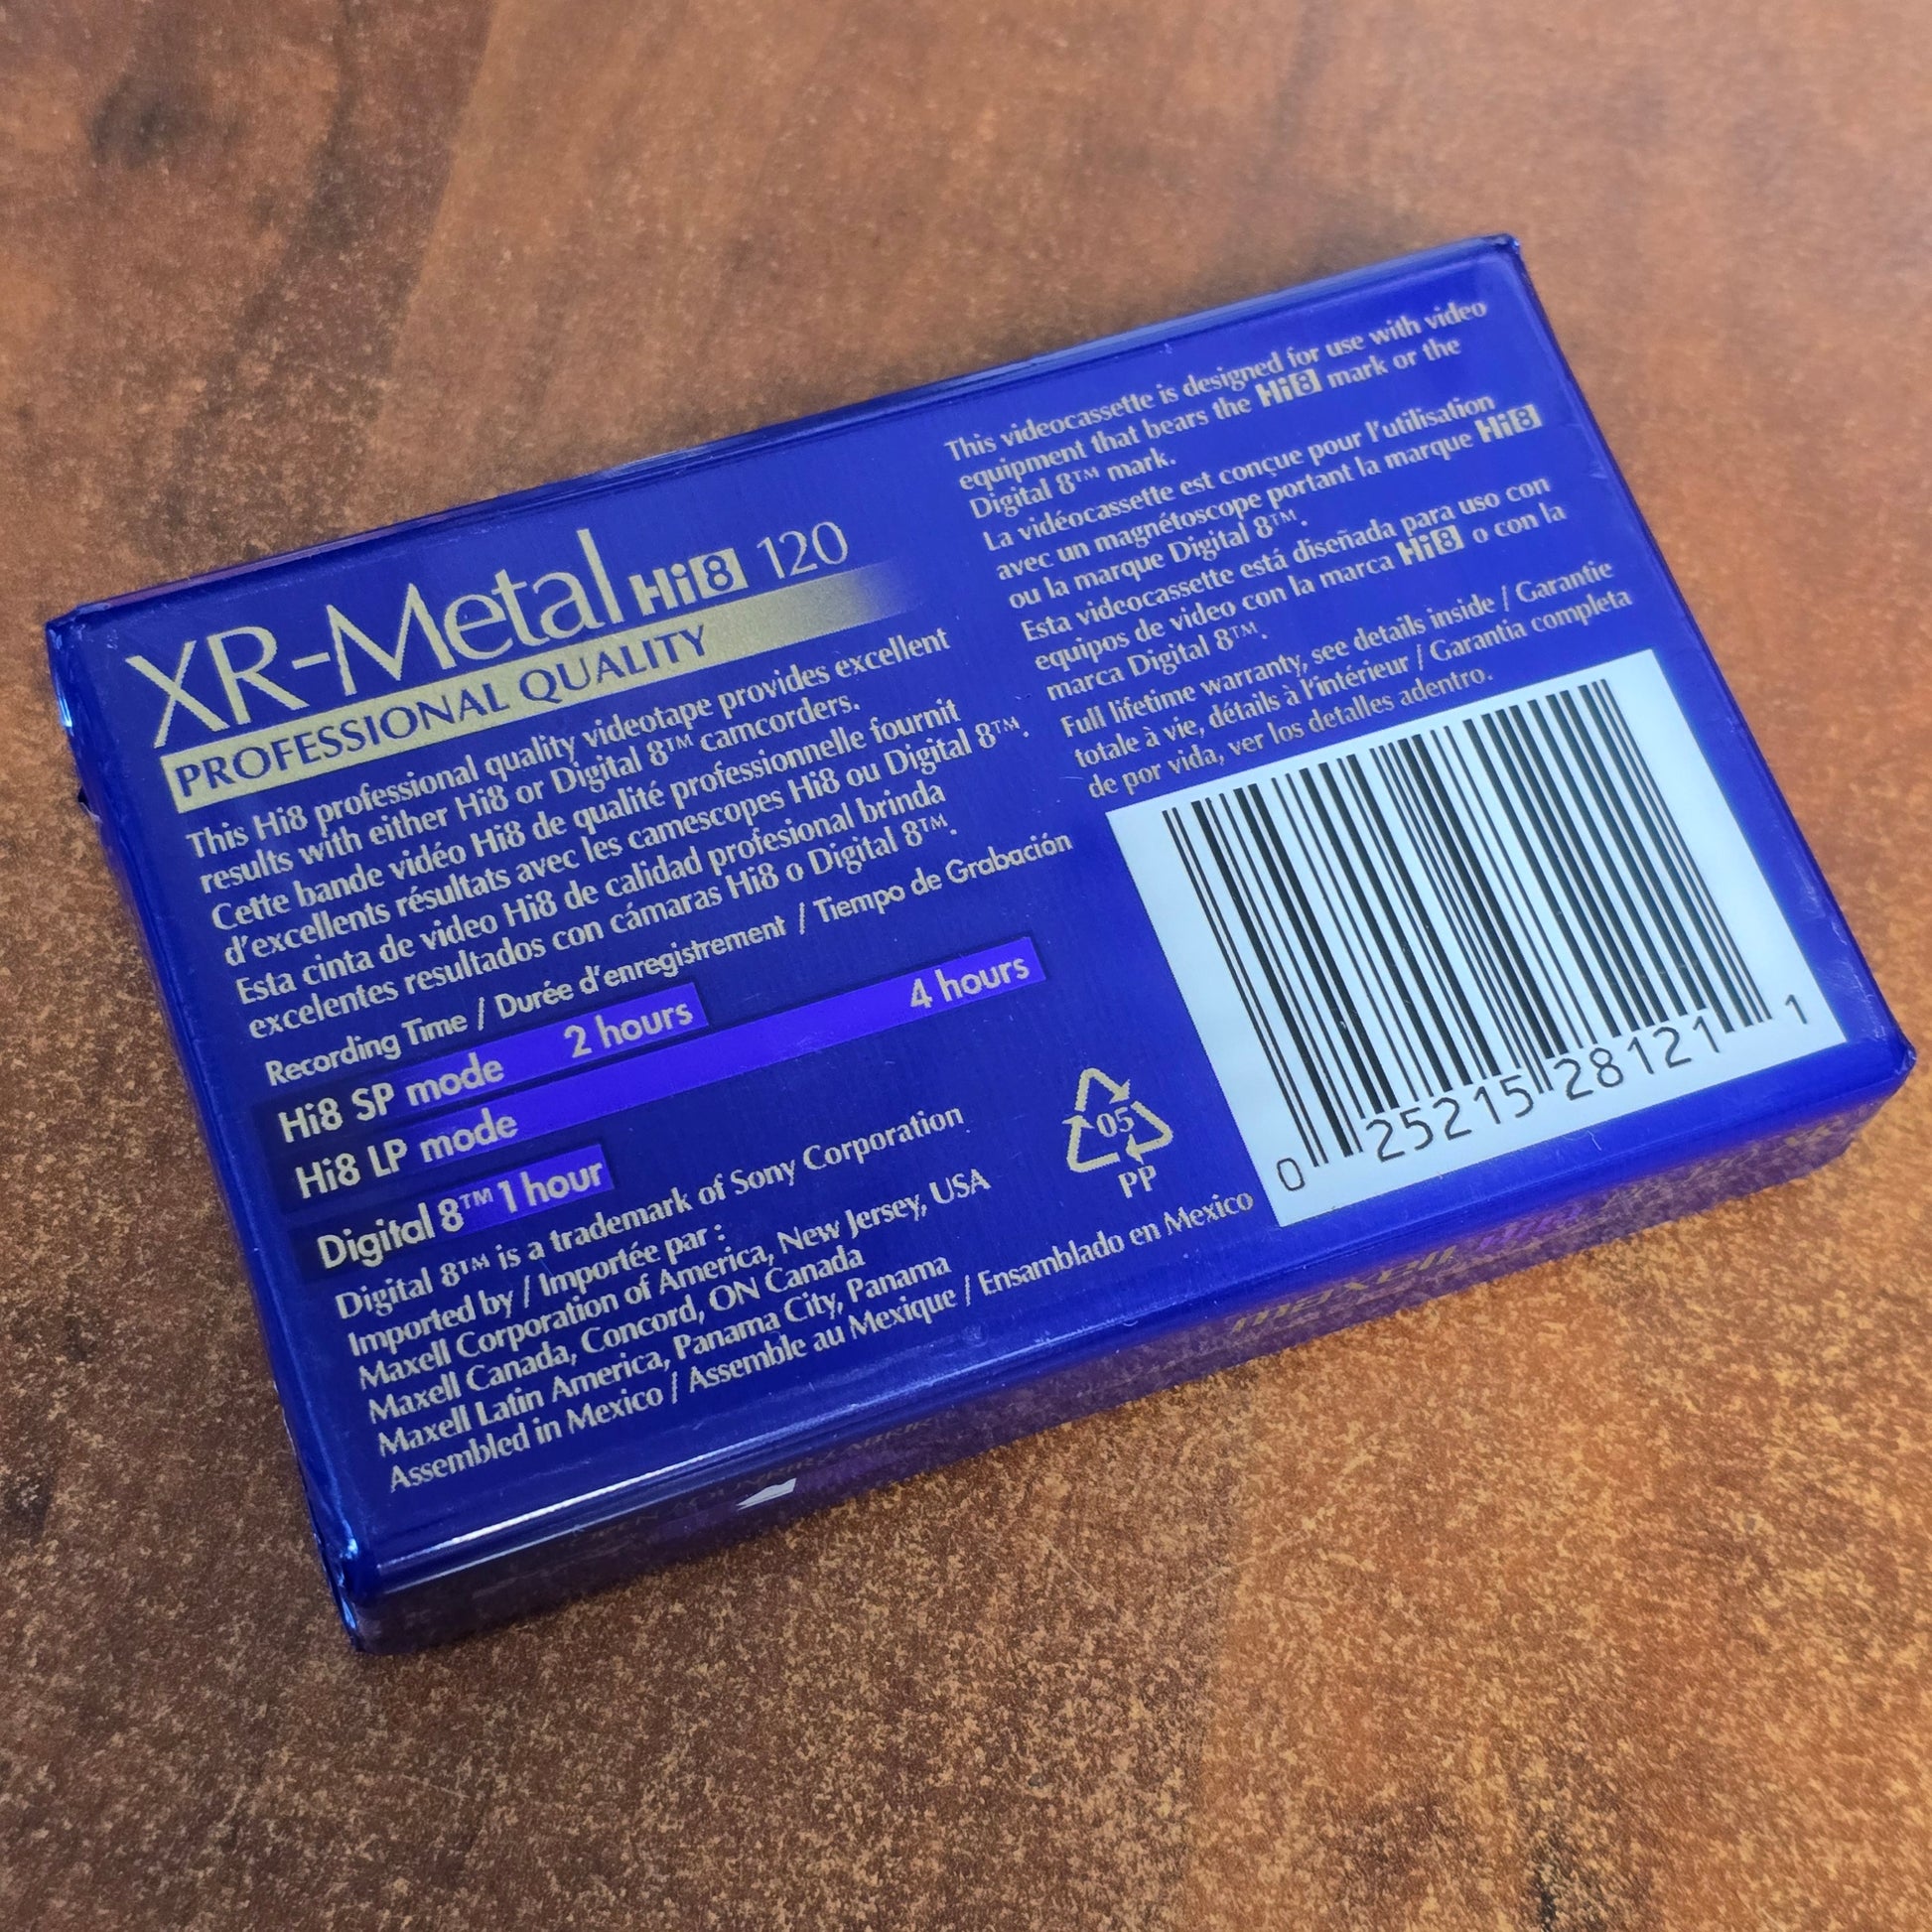 XR-Metal Hi8 120
PROFESSIONAL QUALITY
This Hi8 professional quality videotape provides excellent
results with either Hi8 or Digital 8™ camcorders.
Cette bande vidéo Hi8 de qualité professionnelle fournit
d'excellents résultats avec les camescopes Hi8 ou Digital 8™.
Esta cinta de video Hi8 de calidad profesional brinda
excelentes resultados con cámaras Hi8 o Digital 8™.
Recording Time / Durée d'enregistrement / Tiempo de Grabación
Hi8 SP mode 2 hours
Hi8 LP mode 4 hours
Digital 8™ 1 hour
Digital 8™ is a trademark of Sony Corporation
Imported by / Importée par :
Maxell Corporation of America, New Jersey, USA
Maxell Canada, Concord, ON Canada
Maxell Latin America, Panama City, Panama
Assembled in Mexico / Assemble au Mexique / Ensamblado en Mexico
This videocassette is designed for use with video
equipment that bears the Hi8 mark or the
Digital 8™ mark.
La vidéocassette est conçue pour l'utilisation
avec un magnétoscope portant la marque Hi8
ou la marque Digital 8™.
Esta videocassette está diseñada para uso con
equipos de video con la marca Hi8 o con la
marca Digital 8™.
Full lifetime warranty, see details inside / Garantie
totale à vie, détails à l'intérieur / Garantia completa
de por vida, ver los detalles adentro.
05
PP
0 25215 28121 1
maxell